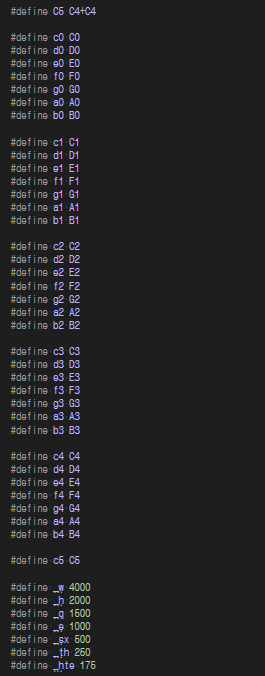 #define C5 C4+C4
#define c0 C0
#define d0 D0
#define e0 E0
#define f0 F0
#define g0 G0
#define a0 A0
#define b0 B0
#define c1 C1
#define d1 D1
#define e1 E1
#define f1 F1
#define g1 G1
#define a1 A1
#define b1 B1
#define c2 C2
#define d2 D2
#define e2 E2
#define f2 F2
#define g2 G2
#define a2 A2
#define b2 B2
#define c3 C3
#define d3 D3
#define e3 E3
#define f3 F3
#define g3 G3
#define a3 A3
#define b3 B3
#define c4 C4
#define d4 D4
#define e4 E4
#define f4 F4
#define g4 G4
#define a4 A4
#define b4 B4
#define c5 C5
#define _w 4000
#define _h 2000
#define _q 1500
#define _e 1000
#define _sx 500
#define _th 250
#define _hte 175